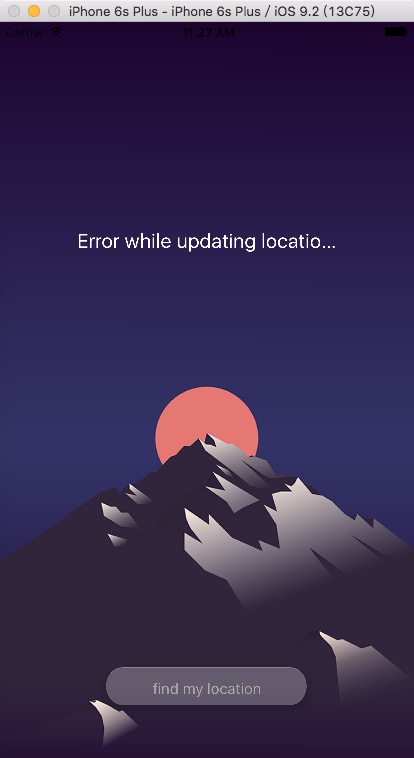 iPhone 6s Plus - iPhone 6s Plus / iOS 9.2 (13C75)
Carrier 11:27 AM
Error while updating locatio...
find my location